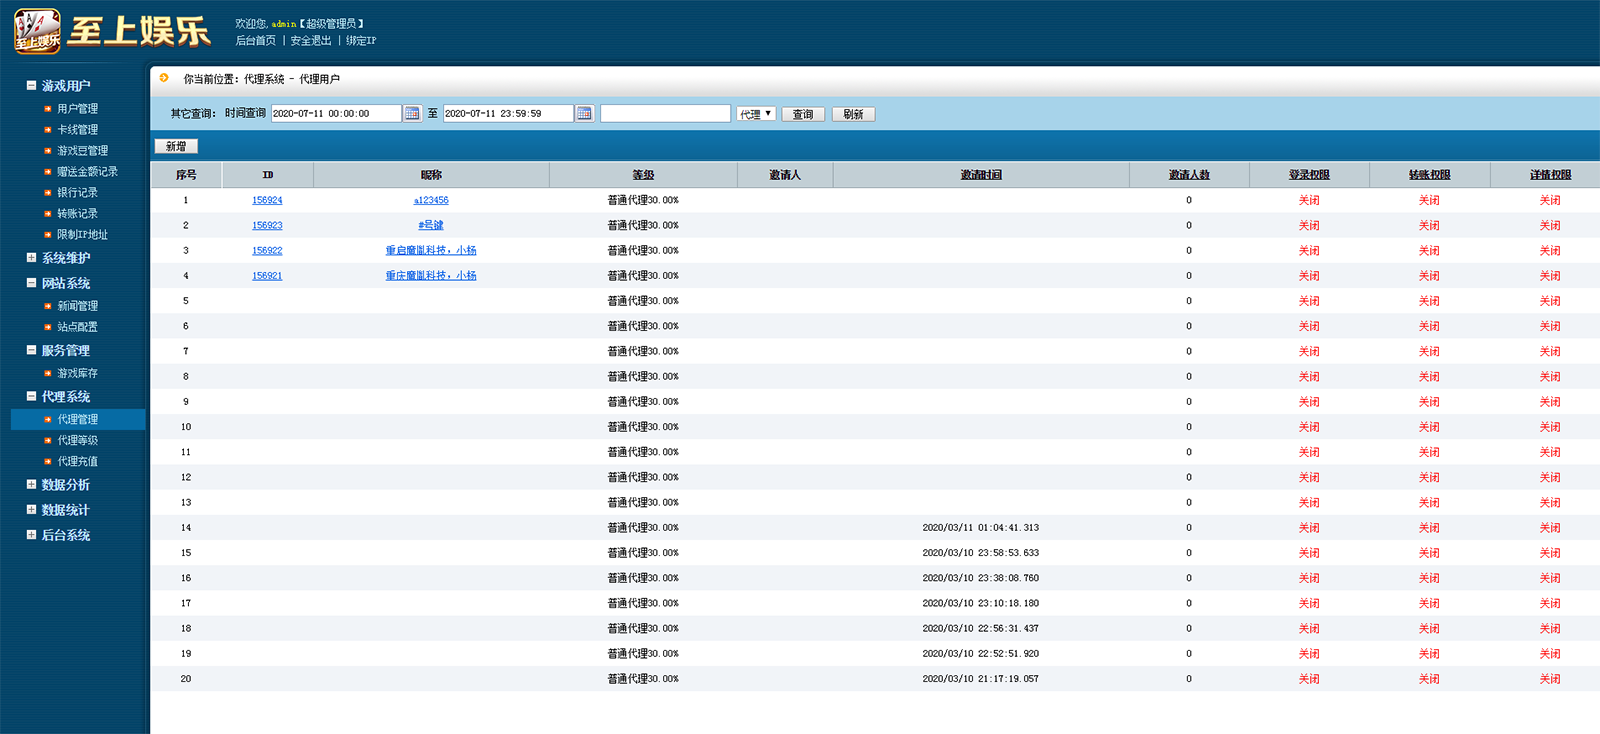 至上娱乐
至上娱乐
欢迎您,admin【超级管理员】
后台首页 | 安全退出 | 绑定IP
游戏用户
用户管理
卡线管理
游戏豆管理
赠送金额记录
银行记录
转账记录
限制IP地址
系统维护
网站系统
新闻管理
站点配置
服务管理
游戏库存
代理系统
代理管理
代理等级
代理充值
数据分析
数据统计
后台系统
你当前位置：代理系统 - 代理用户
其它查询： 时间查询 2020-07-11 00:00:00 至 2020-07-11 23:59:59 代理 查询 刷新
新增
序号 ID 昵称 等级 邀请人 邀请时间 邀请人数 登录权限 转账权限 详情权限
1 156924 a123456 普通代理30.00% 0 关闭 关闭 关闭
2 156923 #号键 普通代理30.00% 0 关闭 关闭 关闭
3 156922 重启魔胤科技，小杨 普通代理30.00% 0 关闭 关闭 关闭
4 156921 重庆魔胤科技，小杨 普通代理30.00% 0 关闭 关闭 关闭
5 普通代理30.00% 0 关闭 关闭 关闭
6 普通代理30.00% 0 关闭 关闭 关闭
7 普通代理30.00% 0 关闭 关闭 关闭
8 普通代理30.00% 0 关闭 关闭 关闭
9 普通代理30.00% 0 关闭 关闭 关闭
10 普通代理30.00% 0 关闭 关闭 关闭
11 普通代理30.00% 0 关闭 关闭 关闭
12 普通代理30.00% 0 关闭 关闭 关闭
13 普通代理30.00% 0 关闭 关闭 关闭
14 普通代理30.00% 2020/03/11 01:04:41.313 0 关闭 关闭 关闭
15 普通代理30.00% 2020/03/10 23:58:53.633 0 关闭 关闭 关闭
16 普通代理30.00% 2020/03/10 23:38:08.760 0 关闭 关闭 关闭
17 普通代理30.00% 2020/03/10 23:10:18.180 0 关闭 关闭 关闭
18 普通代理30.00% 2020/03/10 22:56:31.437 0 关闭 关闭 关闭
19 普通代理30.00% 2020/03/10 22:52:51.920 0 关闭 关闭 关闭
20 普通代理30.00% 2020/03/10 21:17:19.057 0 关闭 关闭 关闭